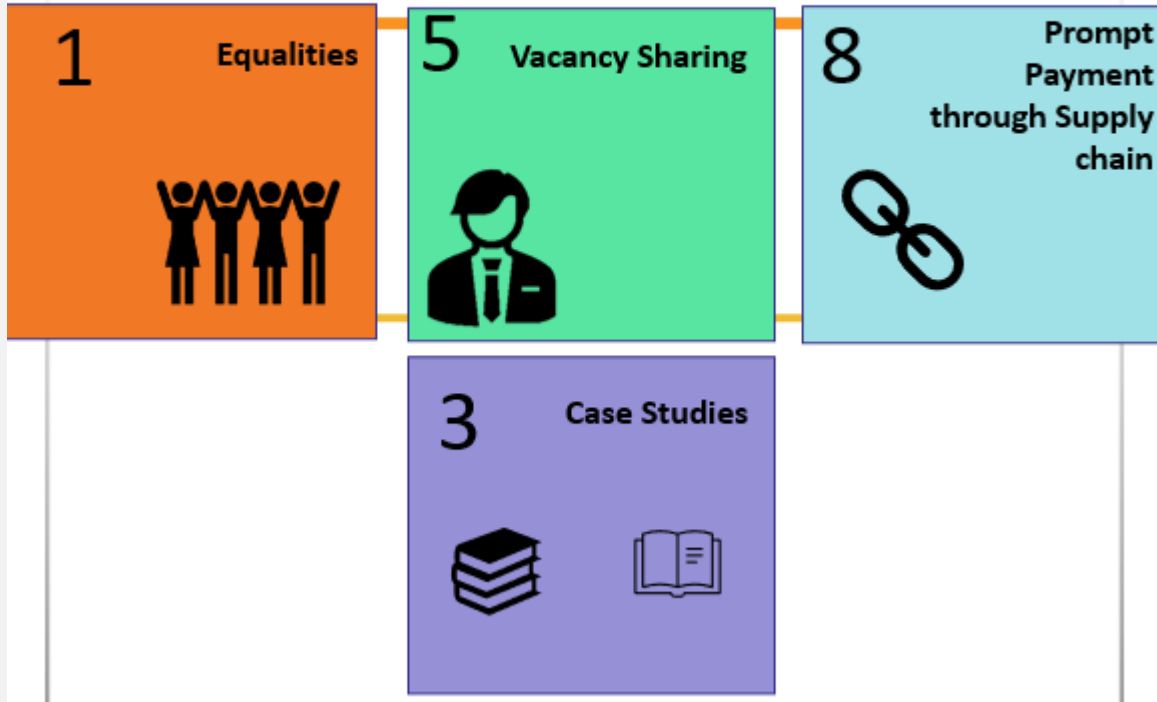 1
Equalities
5
Vacancy Sharing
8
Prompt
Payment
through Supply
chain
3
Case Studies